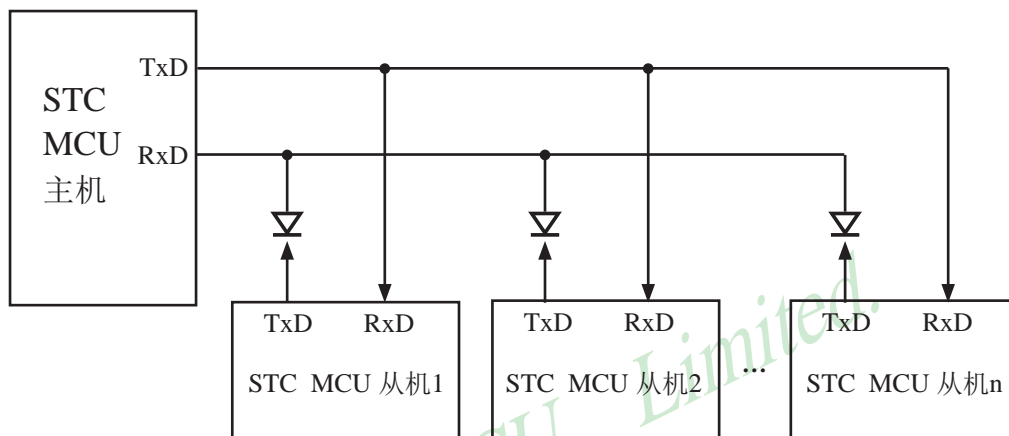 TxD
STC
MCU
RxD
主机
TxD RxD
TxD RxD
TxD RxD
STC MCU 从机1
STC MCU 从机2
...
STC MCU 从机n
MCU Limited.